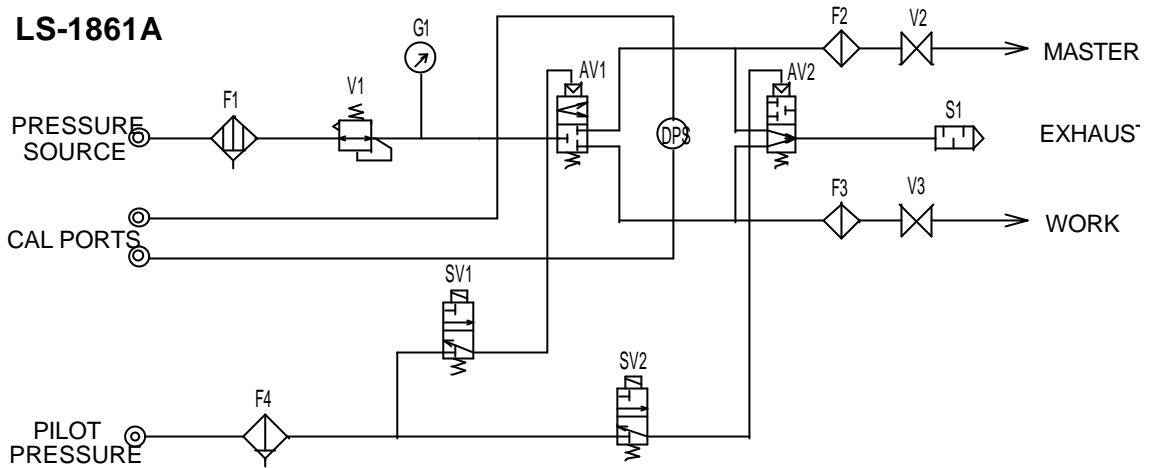 LS-1861A
G1
F2
V2
AV1
AV2
MASTER
V1
F1
S1
PRESSURE
SOURCE
DPS
EXHAUST
F3
V3
CAL PORTS
WORK
SV1
SV2
F4
PILOT
PRESSURE